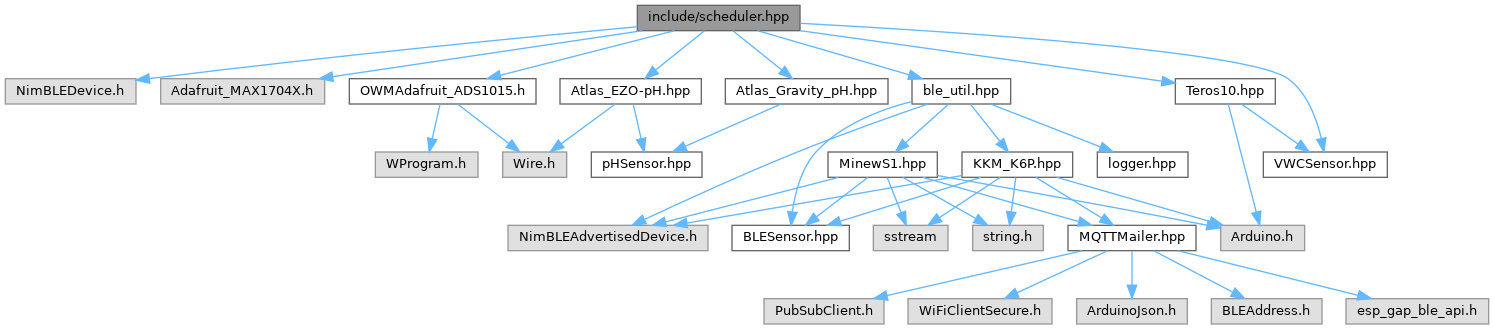 include/scheduler.hpp
NimBLEDevice.h
Adafruit_MAX1704X.h
OWMAdafruit_ADS1015.h
Atlas_EZO-pH.hpp
Atlas_Gravity_pH.hpp
ble_util.hpp
Teros10.hpp
WProgram.h
Wire.h
pHSensor.hpp
MinewS1.hpp
KKM_K6P.hpp
logger.hpp
VWCSensor.hpp
NimBLEAdvertisedDevice.h
BLESensor.hpp
sstream
string.h
MQTTMailer.hpp
Arduino.h
PubSubClient.h
WiFiClientSecure.h
ArduinoJson.h
BLEAddress.h
esp_gap_ble_api.h